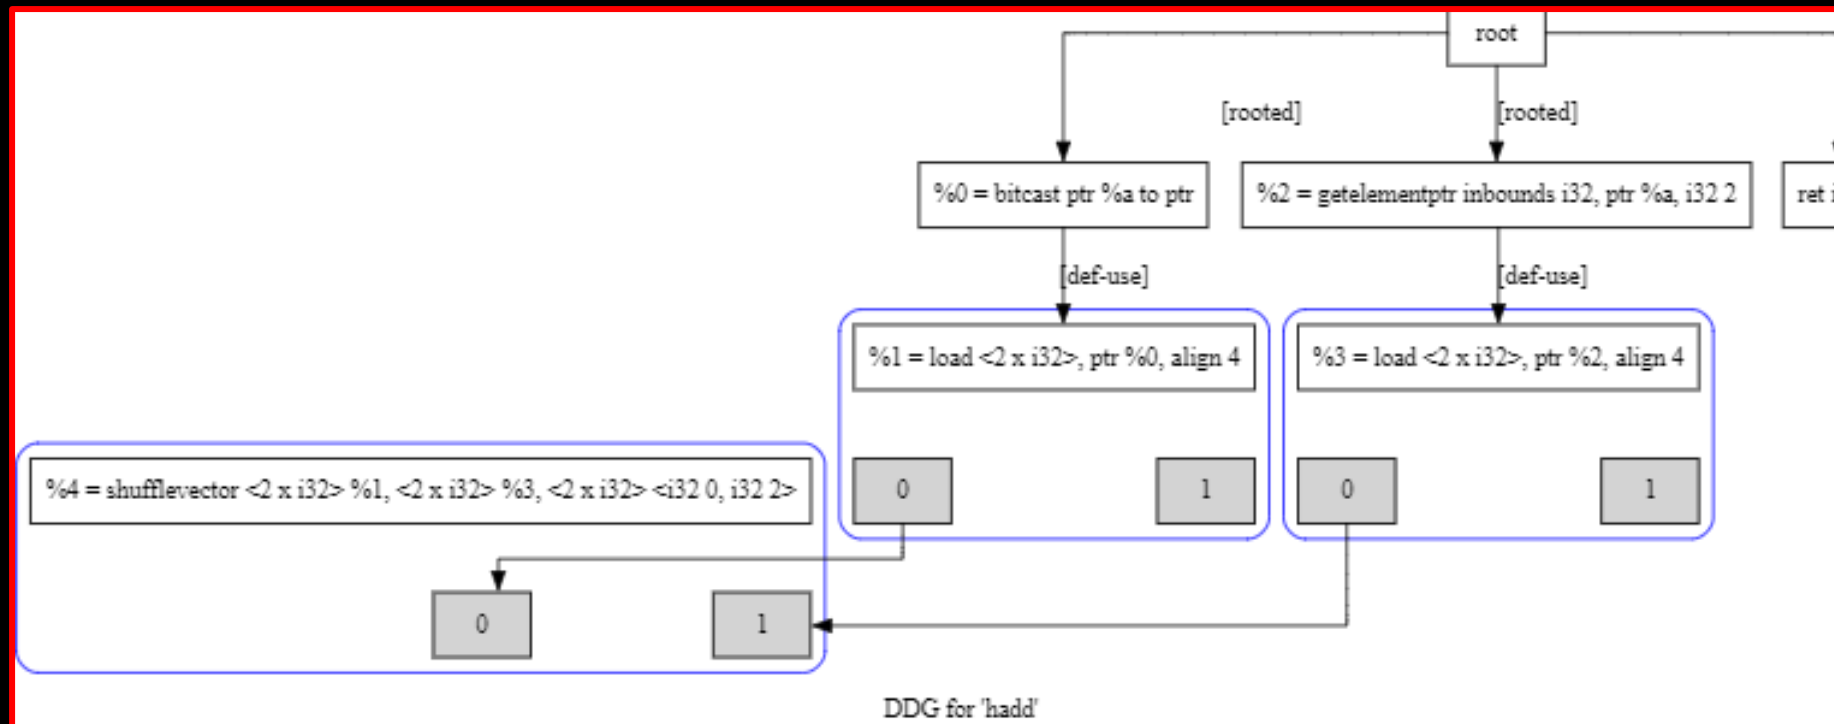 root
[rooted]
[rooted]
%0 = bitcast ptr %a to ptr
%2 = getelementptr inbounds i32, ptr %a, i32 2
ret i
[def-use]
[def-use]
%1 = load <2 x i32>, ptr %0, align 4
%3 = load <2 x i32>, ptr %2, align 4
%4 = shufflevector <2 x i32> %1, <2 x i32> %3, <2 x i32> <i32 0, i32 2>
0
1
0
1
0
1
DDG for 'hadd'